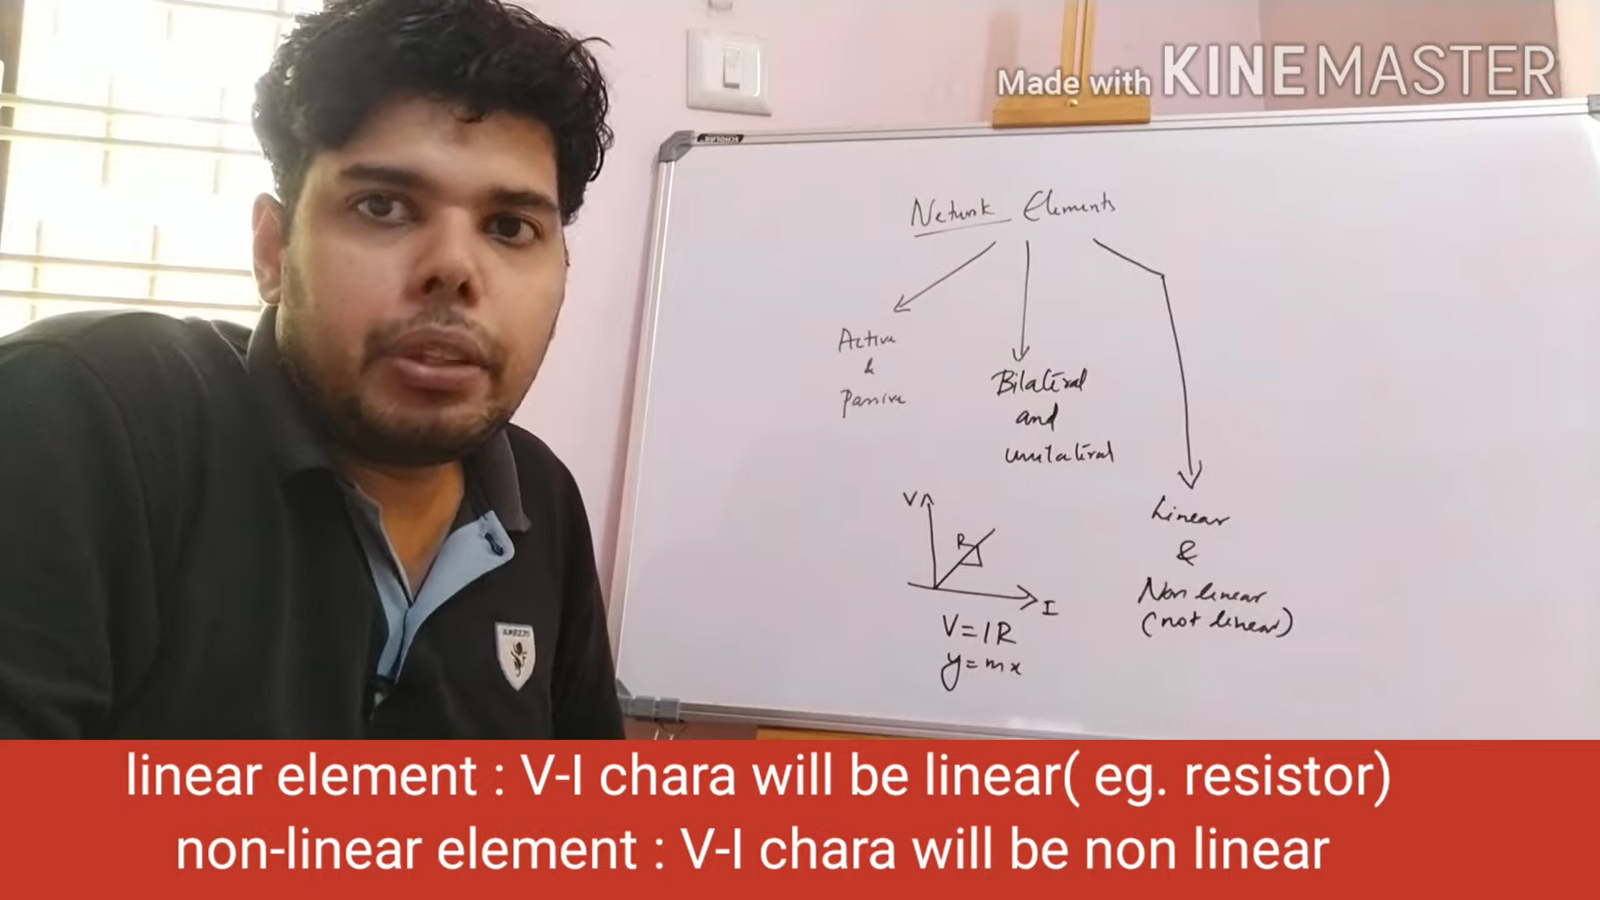 Made with KINEMASTER
Network Elements
Active
&
Passive
Bilateral
and
unilateral
V
R
I
V=IR
y=mx
Linear
&
Non linear
(not linear)
linear element : V-I chara will be linear( eg. resistor)
non-linear element : V-I chara will be non linear